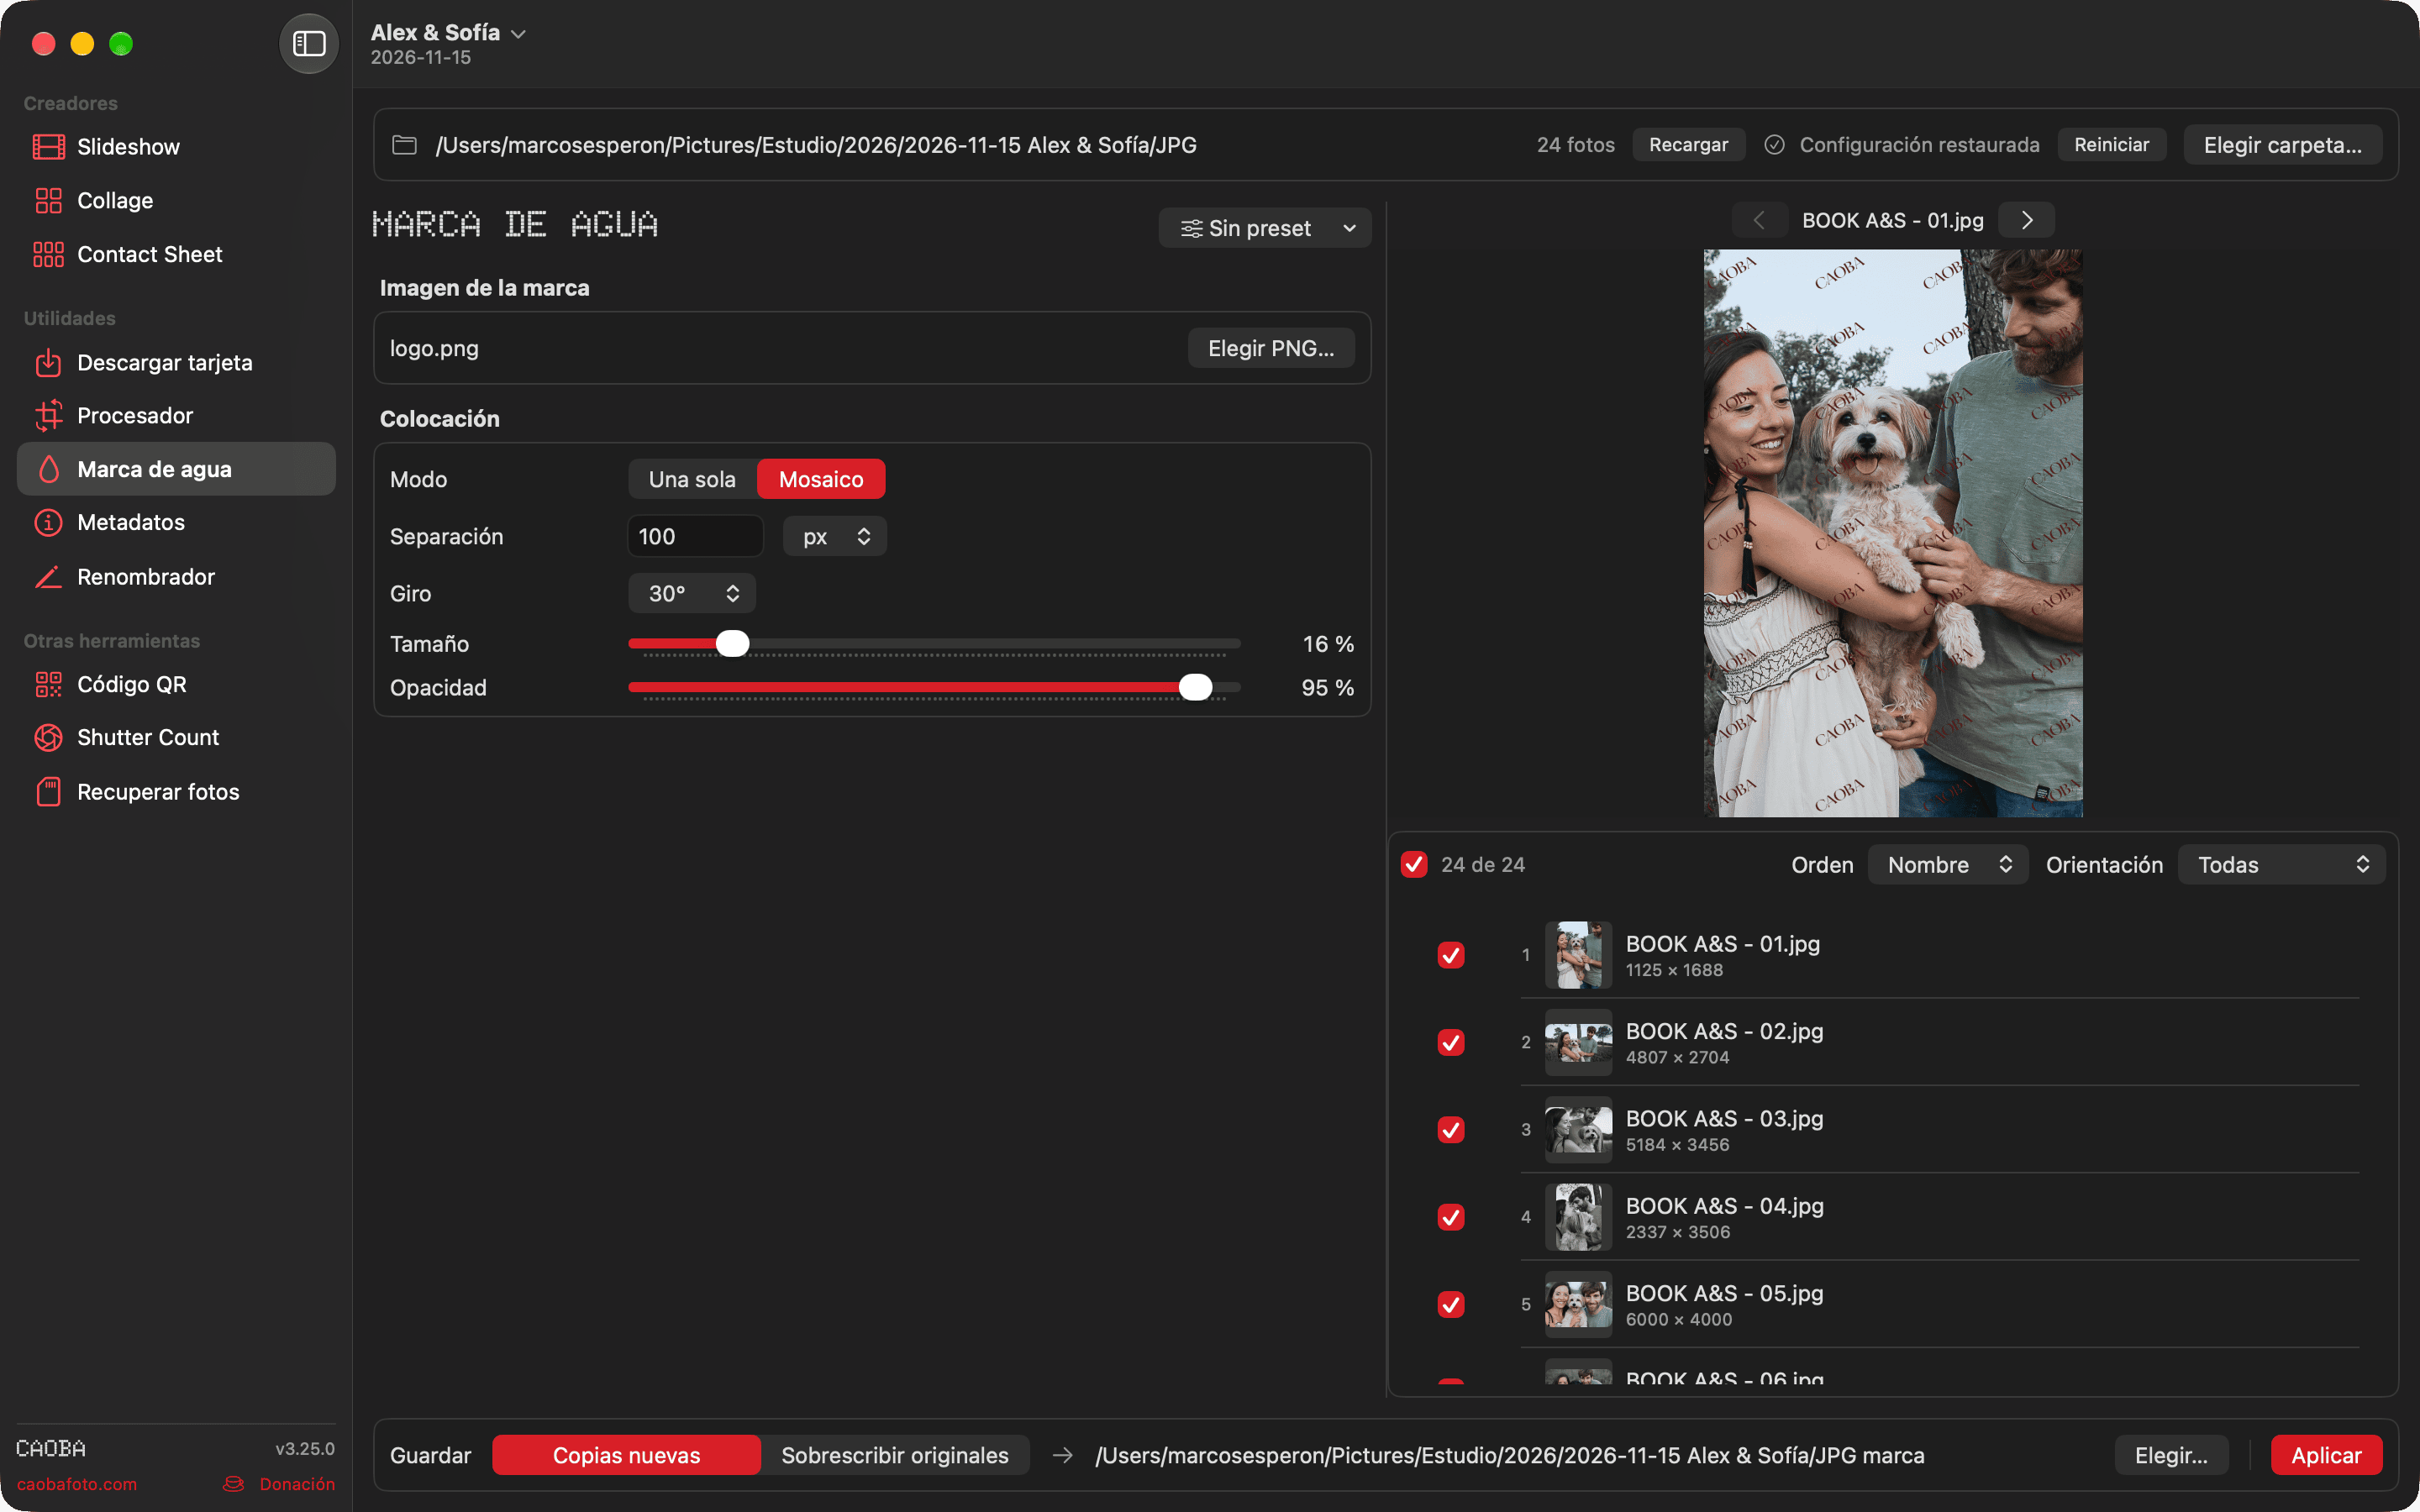 Alex & Sofía
2026-11-15
Creadores
Slideshow
Collage
Contact Sheet
Utilidades
Descargar tarjeta
Procesador
Marca de agua
Metadatos
Renombrador
Otras herramientas
Código QR
Shutter Count
Recuperar fotos
CAOBA
v3.25.0
caobafoto.com
Donación
/Users/marcosesperon/Pictures/Estudio/2026/2026-11-15 Alex & Sofía/JPG
24 fotos
Recargar
Configuración restaurada
Reiniciar
Elegir carpeta...
MARCA DE AGUA
Sin preset
Imagen de la marca
logo.png
Elegir PNG...
Colocación
Modo
Una sola
Mosaico
Separación
100
px
Giro
30°
Tamaño
16 %
Opacidad
95 %
BOOK A&S - 01.jpg
CAOBA
24 de 24
Orden
Nombre
Orientación
Todas
1
BOOK A&S - 01.jpg
1125 × 1688
2
BOOK A&S - 02.jpg
4807 × 2704
3
BOOK A&S - 03.jpg
5184 × 3456
4
BOOK A&S - 04.jpg
2337 × 3506
5
BOOK A&S - 05.jpg
6000 × 4000
BOOK A&S - 06.jpg
Guardar
Copias nuevas
Sobrescribir originales
→ /Users/marcosesperon/Pictures/Estudio/2026/2026-11-15 Alex & Sofía/JPG marca
Elegir...
Aplicar